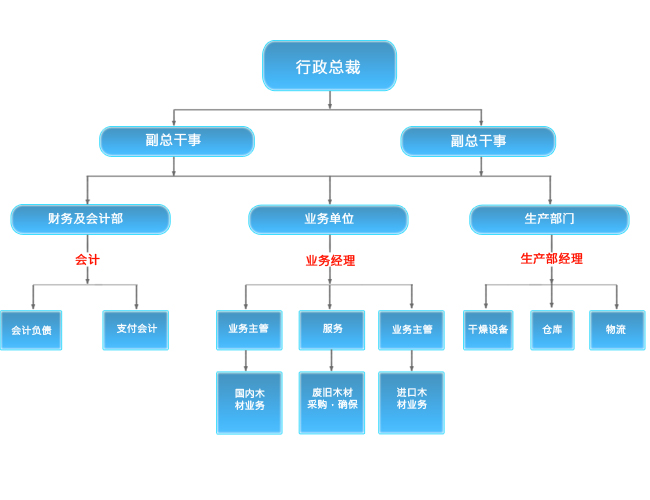 行政总裁
副总干事
副总干事
财务及会计部
业务单位
生产部门
会计
业务经理
生产部经理
会计负债
支付会计
业务主管
服务
业务主管
干燥设备
仓库
物流
国内木
材业务
废旧木材
采购·确保
进口木
材业务